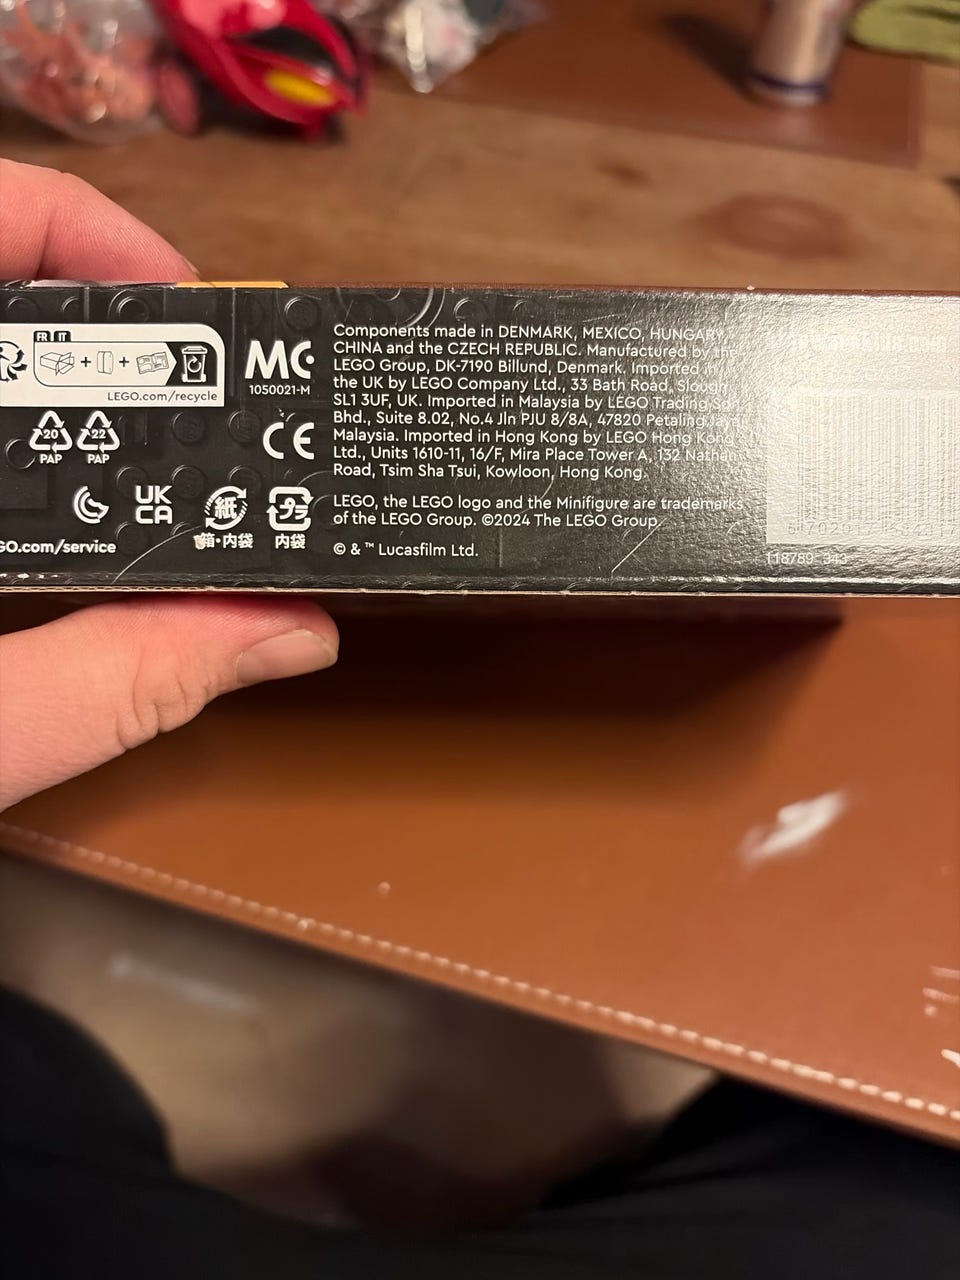 FR IT
LEGO.com/recycle
20
PAP
22
PAP
MC
1050021-M
CE
UK
CA
紙
箱・内袋
プラ
内袋
GO.com/service
Components made in DENMARK, MEXICO, HUNGARY,
CHINA and the CZECH REPUBLIC. Manufactured by the
LEGO Group, DK-7190 Billund, Denmark. Imported in
the UK by LEGO Company Ltd., 33 Bath Road, Slough
SL1 3UF, UK. Imported in Malaysia by LEGO Trading Sdn
Bhd., Suite 8.02, No.4 Jln PJU 8/8A, 47820 Petaling Jaya
Malaysia. Imported in Hong Kong by LEGO Hong Kong
Ltd., Units 1610-11, 16/F, Mira Place Tower A, 132 Nathan
Road, Tsim Sha Tsui, Kowloon, Hong Kong.
LEGO, the LEGO logo and the Minifigure are trademarks
of the LEGO Group. ©2024 The LEGO Group.
© & ™ Lucasfilm Ltd.
118789